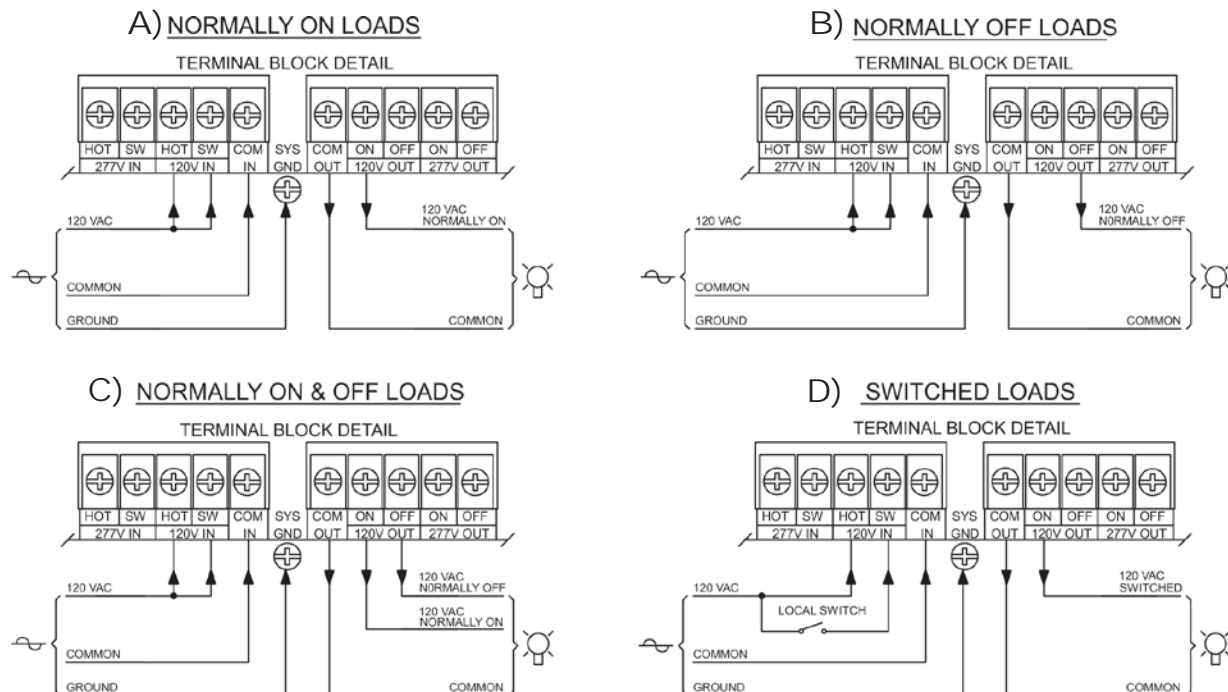 A) NORMALLY ON LOADS
TERMINAL BLOCK DETAIL
HOT SW HOT SW COM SYS COM ON OFF ON OFF
277V IN 120V IN IN GND OUT 120V OUT 277V OUT
120 VAC
120 VAC
NORMALLY ON
COMMON
GROUND
COMMON
B) NORMALLY OFF LOADS
TERMINAL BLOCK DETAIL
HOT SW HOT SW COM SYS COM ON OFF ON OFF
277V IN 120V IN IN GND OUT 120V OUT 277V OUT
120 VAC
120 VAC
NORMALLY OFF
COMMON
GROUND
COMMON
C) NORMALLY ON & OFF LOADS
TERMINAL BLOCK DETAIL
HOT SW HOT SW COM SYS COM ON OFF ON OFF
277V IN 120V IN IN GND OUT 120V OUT 277V OUT
120 VAC
120 VAC
NORMALLY OFF
120 VAC
NORMALLY ON
COMMON
GROUND
COMMON
D) SWITCHED LOADS
TERMINAL BLOCK DETAIL
HOT SW HOT SW COM SYS COM ON OFF ON OFF
277V IN 120V IN IN GND OUT 120V OUT 277V OUT
120 VAC
120 VAC
SWITCHED
LOCAL SWITCH
COMMON
GROUND
COMMON